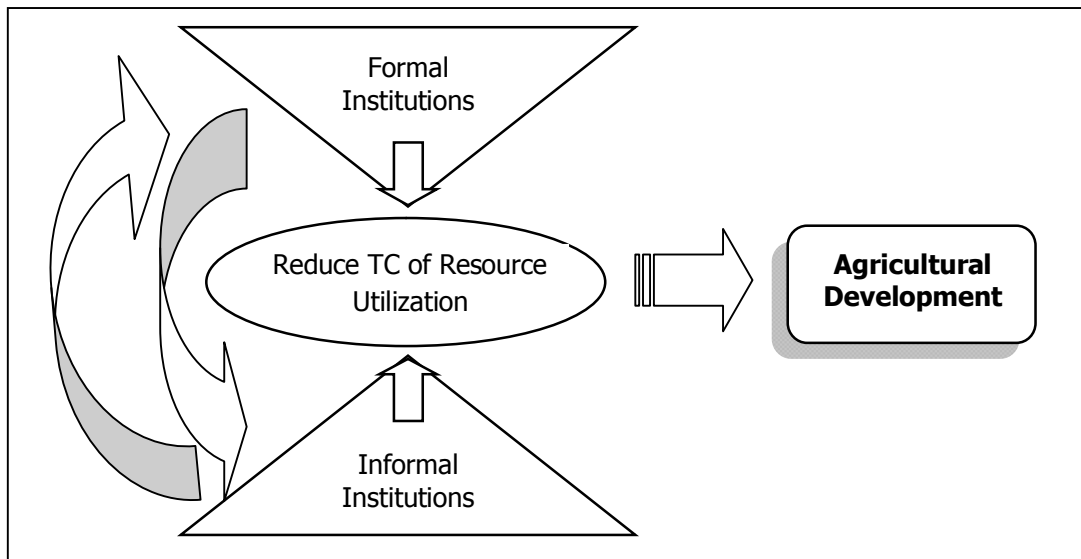 Formal
Institutions
Reduce TC of Resource
Utilization
Agricultural
Development
Informal
Institutions